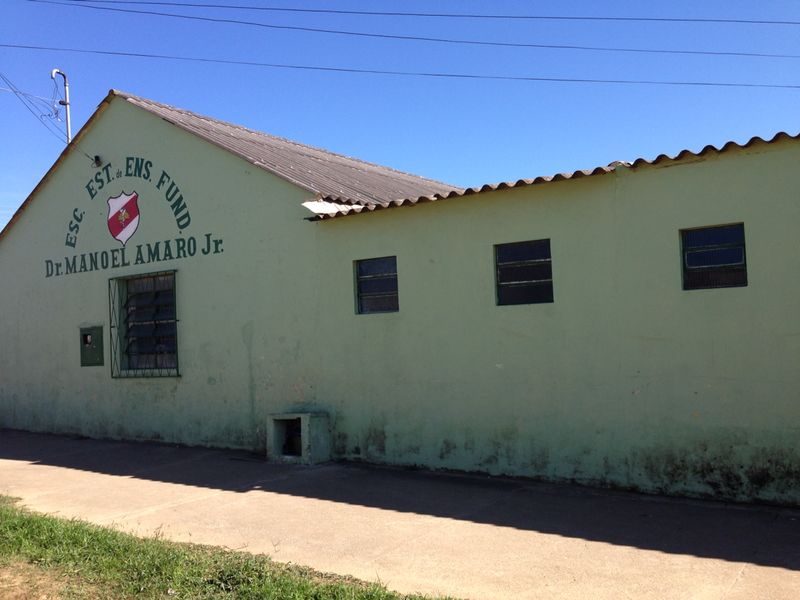 ESC. EST. de ENS. FUND.
Dr. MANOEL AMARO Jr.